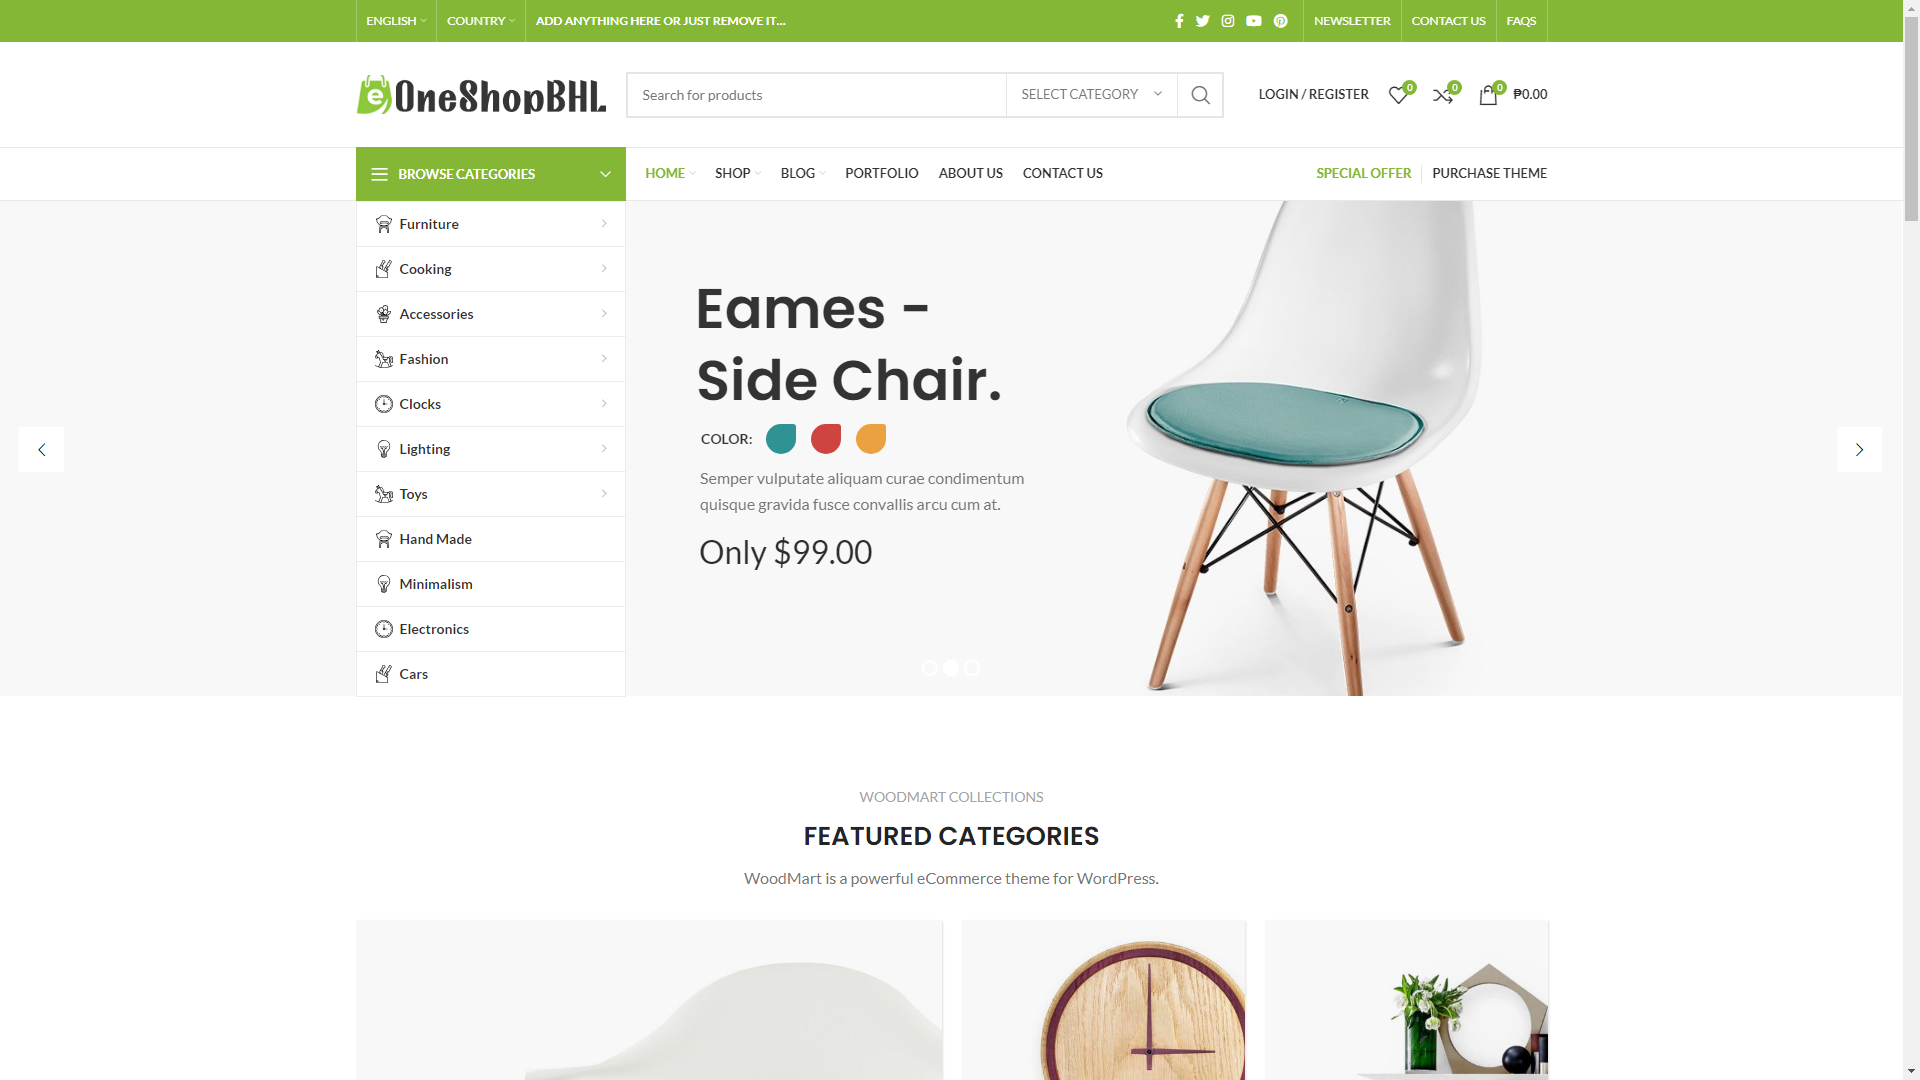 ENGLISH
COUNTRY
ADD ANYTHING HERE OR JUST REMOVE IT...
NEWSLETTER
CONTACT US
FAQS
e OneShopBHL
Search for products
SELECT CATEGORY
LOGIN / REGISTER
0
0
0
₱0.00
BROWSE CATEGORIES
HOME
SHOP
BLOG
PORTFOLIO
ABOUT US
CONTACT US
SPECIAL OFFER
PURCHASE THEME
Furniture
Cooking
Accessories
Fashion
Clocks
Lighting
Toys
Hand Made
Minimalism
Electronics
Cars
Eames -
Side Chair.
COLOR:
Semper vulputate aliquam curae condimentum
quisque gravida fusce convallis arcu cum at.
Only $99.00
WOODMART COLLECTIONS
FEATURED CATEGORIES
WoodMart is a powerful eCommerce theme for WordPress.